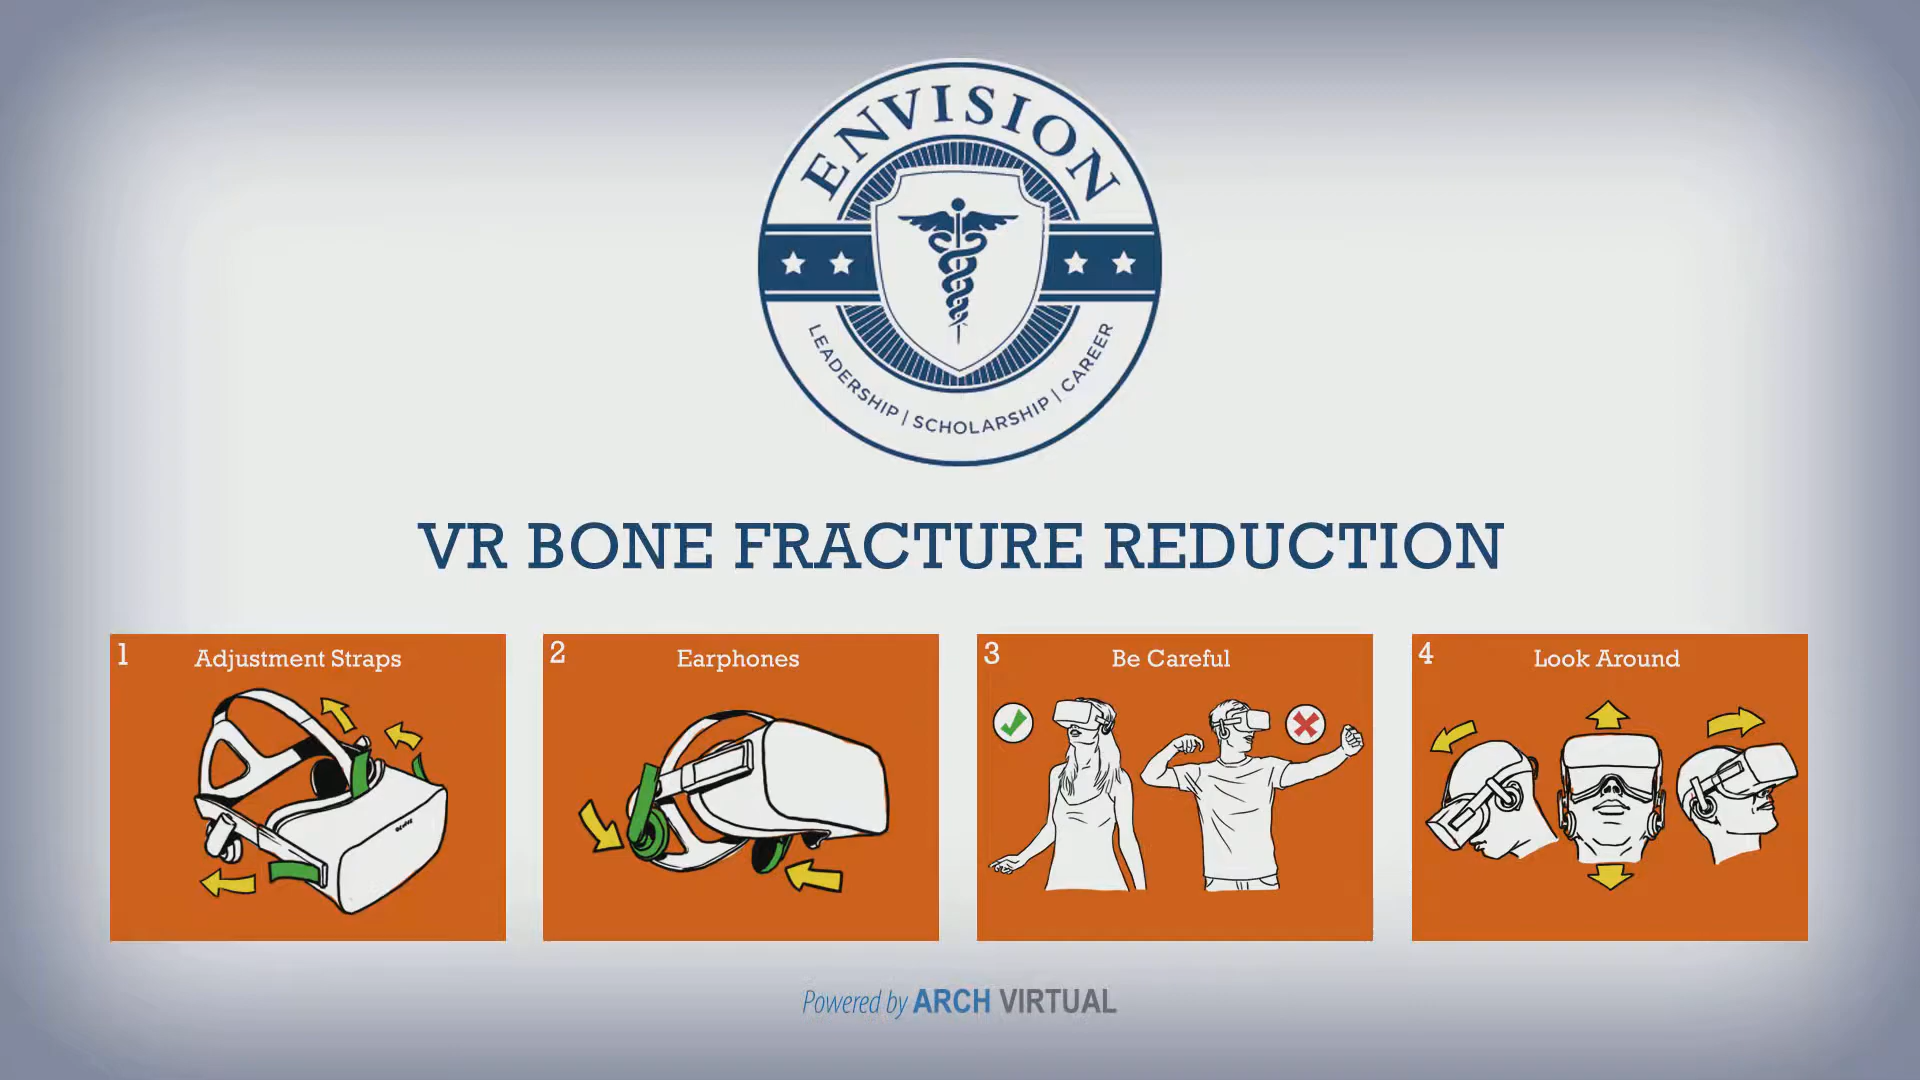 ENVISION
LEADERSHIP | SCHOLARSHIP | CAREER
VR BONE FRACTURE REDUCTION
1 Adjustment Straps
2 Earphones
3 Be Careful
4 Look Around
oculus
Powered by ARCH VIRTUAL